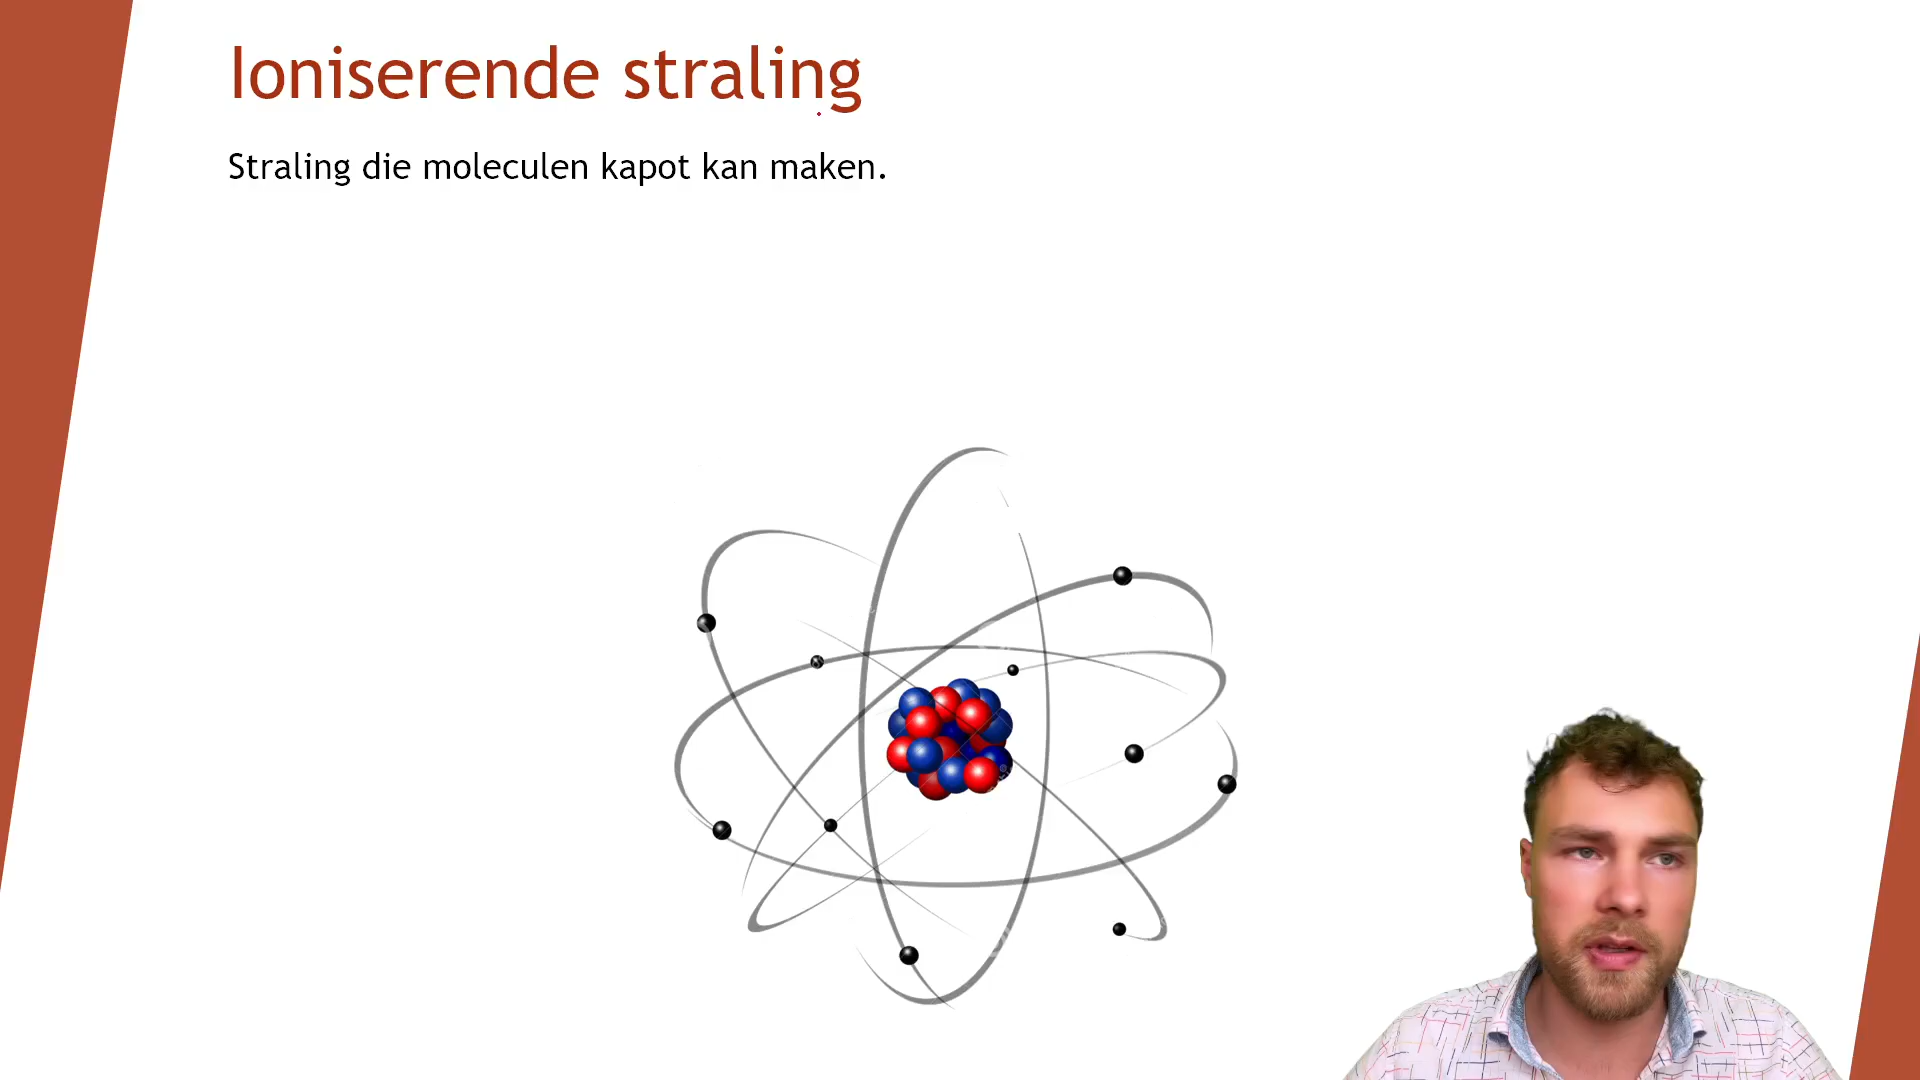 Ioniserende straling
Straling die moleculen kapot kan maken.